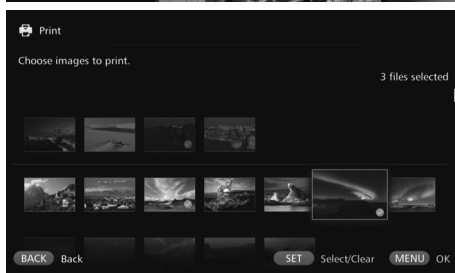 Print
Choose images to print.
3 files selected
BACK Back
SET Select/Clear
MENU OK